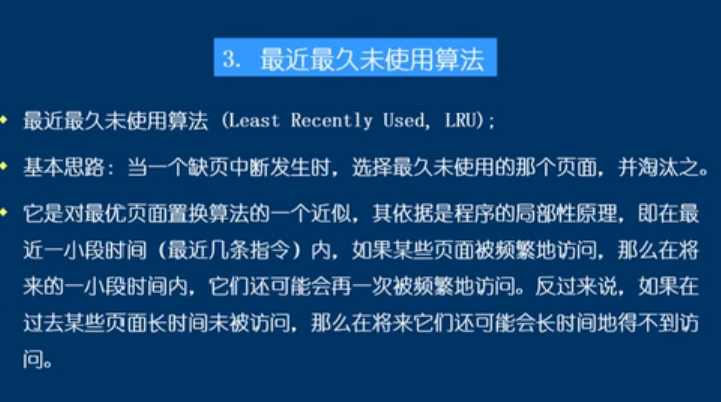 3. 最近最久未使用算法
最近最久未使用算法 (Least Recently Used, LRU);
基本思路: 当一个缺页中断发生时，选择最久未使用的那个页面，并淘汰之。
它是对最优页面置换算法的一个近似，其依据是程序的局部性原理，即在最
近一小段时间（最近几条指令）内，如果某些页面被频繁地访问，那么在将
来的一小段时间内，它们还可能会再一次被频繁地访问。反过来说，如果在
过去某些页面长时间未被访问，那么在将来它们还可能会长时间地得不到访
问。